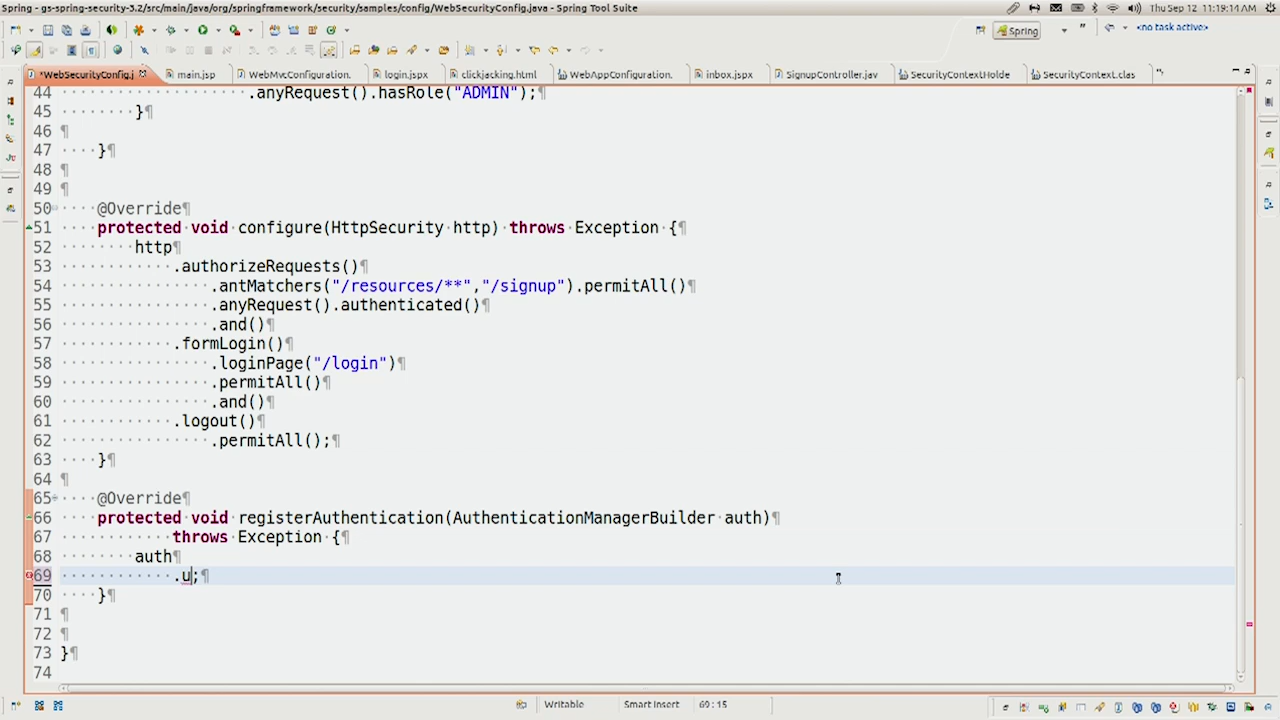 Spring - gs-spring-security-3.2/src/main/java/org/springframework/security/samples/config/WebSecurityConfig.java - Spring Tool Suite
Thu Sep 12, 11:19:14 AM
Spring
<no task active>
*WebSecurityConfig.j
main.jsp
WebMvcConfiguration.
login.jspx
clickjacking.html
WebAppConfiguration.
inbox.jspx
SignupController.jav
SecurityContextHolde
SecurityContext.clas
44 .anyRequest().hasRole("ADMIN");¶
45 }¶
46 ¶
47 }¶
48 ¶
49 ¶
50 @Override¶
51 protected void configure(HttpSecurity http) throws Exception {¶
52 http¶
53 .authorizeRequests()¶
54 .antMatchers("/resources/**","/signup").permitAll()¶
55 .anyRequest().authenticated()¶
56 .and()¶
57 .formLogin()¶
58 .loginPage("/login")¶
59 .permitAll()¶
60 .and()¶
61 .logout()¶
62 .permitAll();¶
63 }¶
64 ¶
65 @Override¶
66 protected void registerAuthentication(AuthenticationManagerBuilder auth)¶
67 throws Exception {¶
68 auth¶
69 .u;¶
70 }¶
71 ¶
72 ¶
73 }¶
74
Writable
Smart Insert
69 : 15